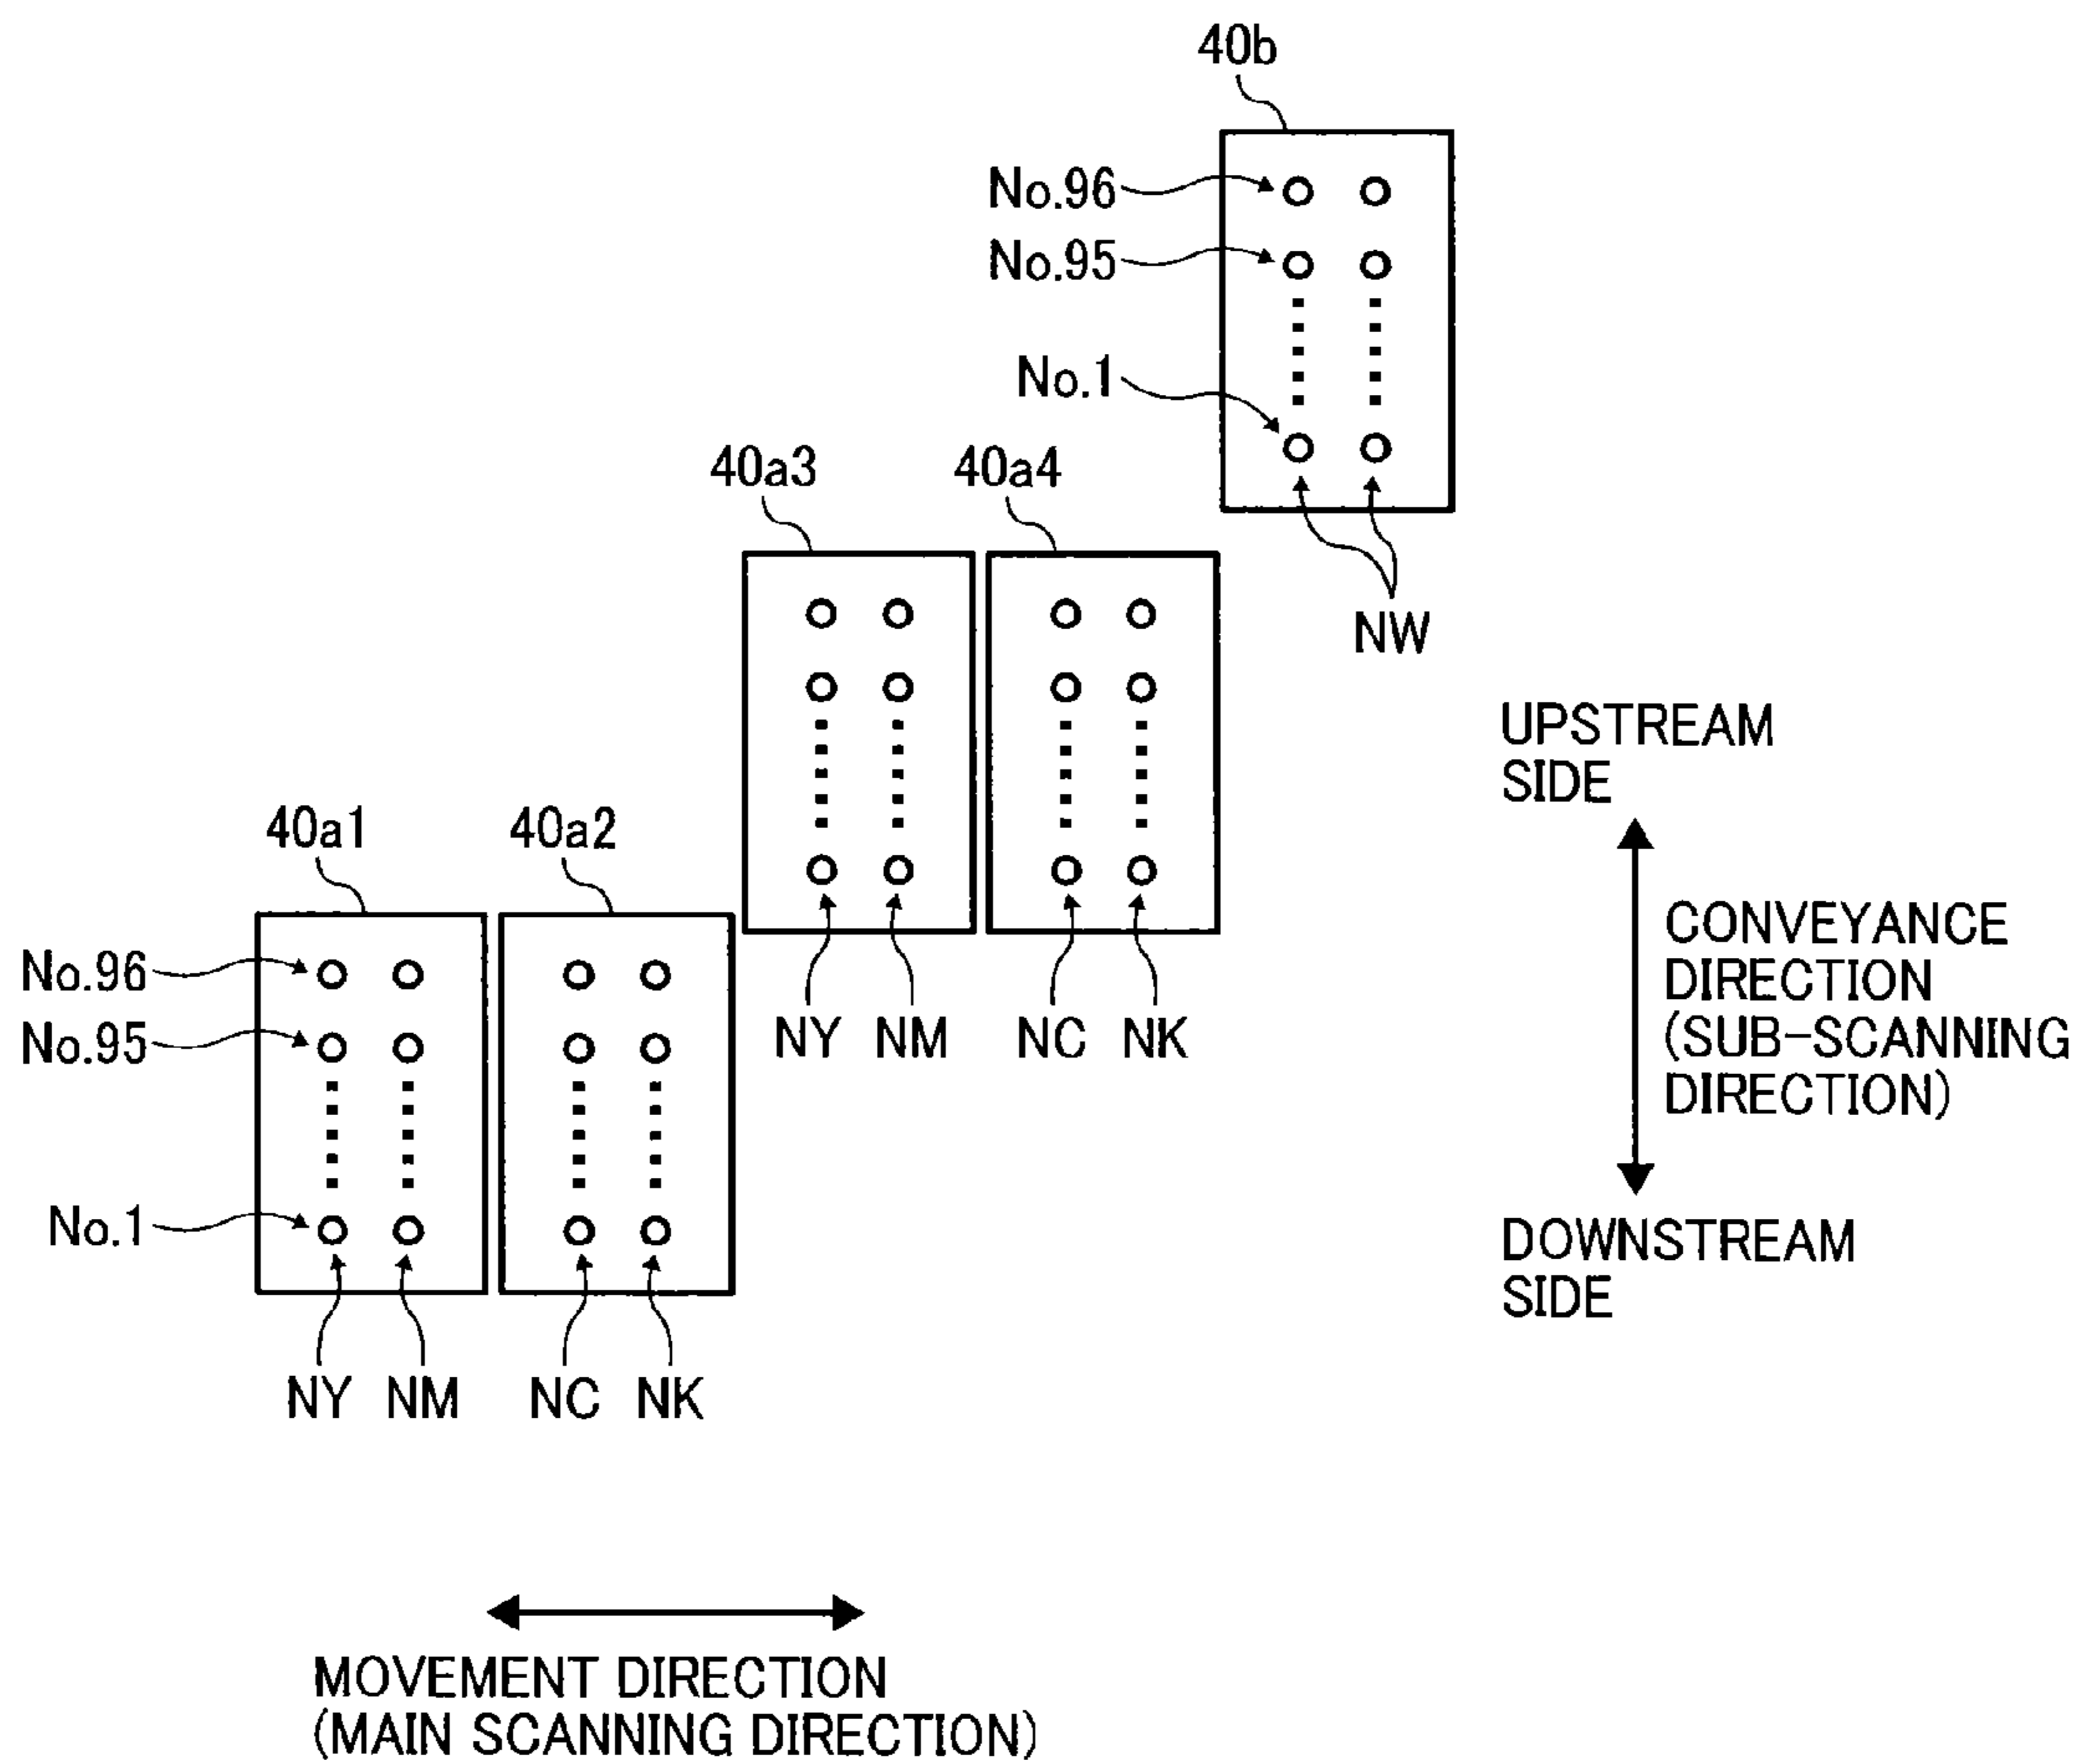 40b
No.96
No.95
No.1
NW
40a3
40a4
NY
NM
NC
NK
40a1
40a2
No.96
No.95
No.1
NY
NM
NC
NK
UPSTREAM
SIDE
CONVEYANCE
DIRECTION
(SUB-SCANNING
DIRECTION)
DOWNSTREAM
SIDE
MOVEMENT DIRECTION
(MAIN SCANNING DIRECTION)